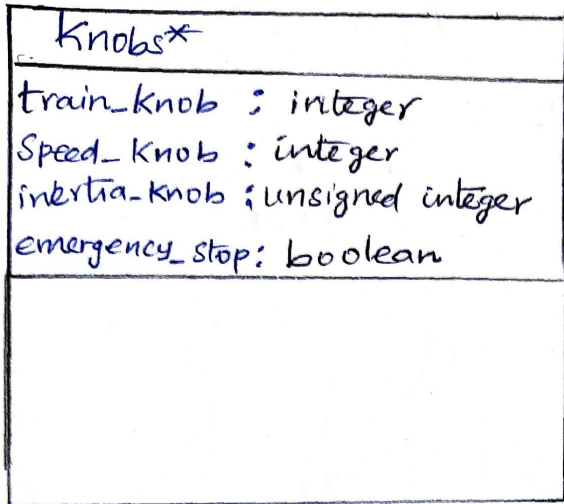 Knobs*
train_knob : integer
Speed_knob : integer
inertia_knob : unsigned integer
emergency_stop: boolean